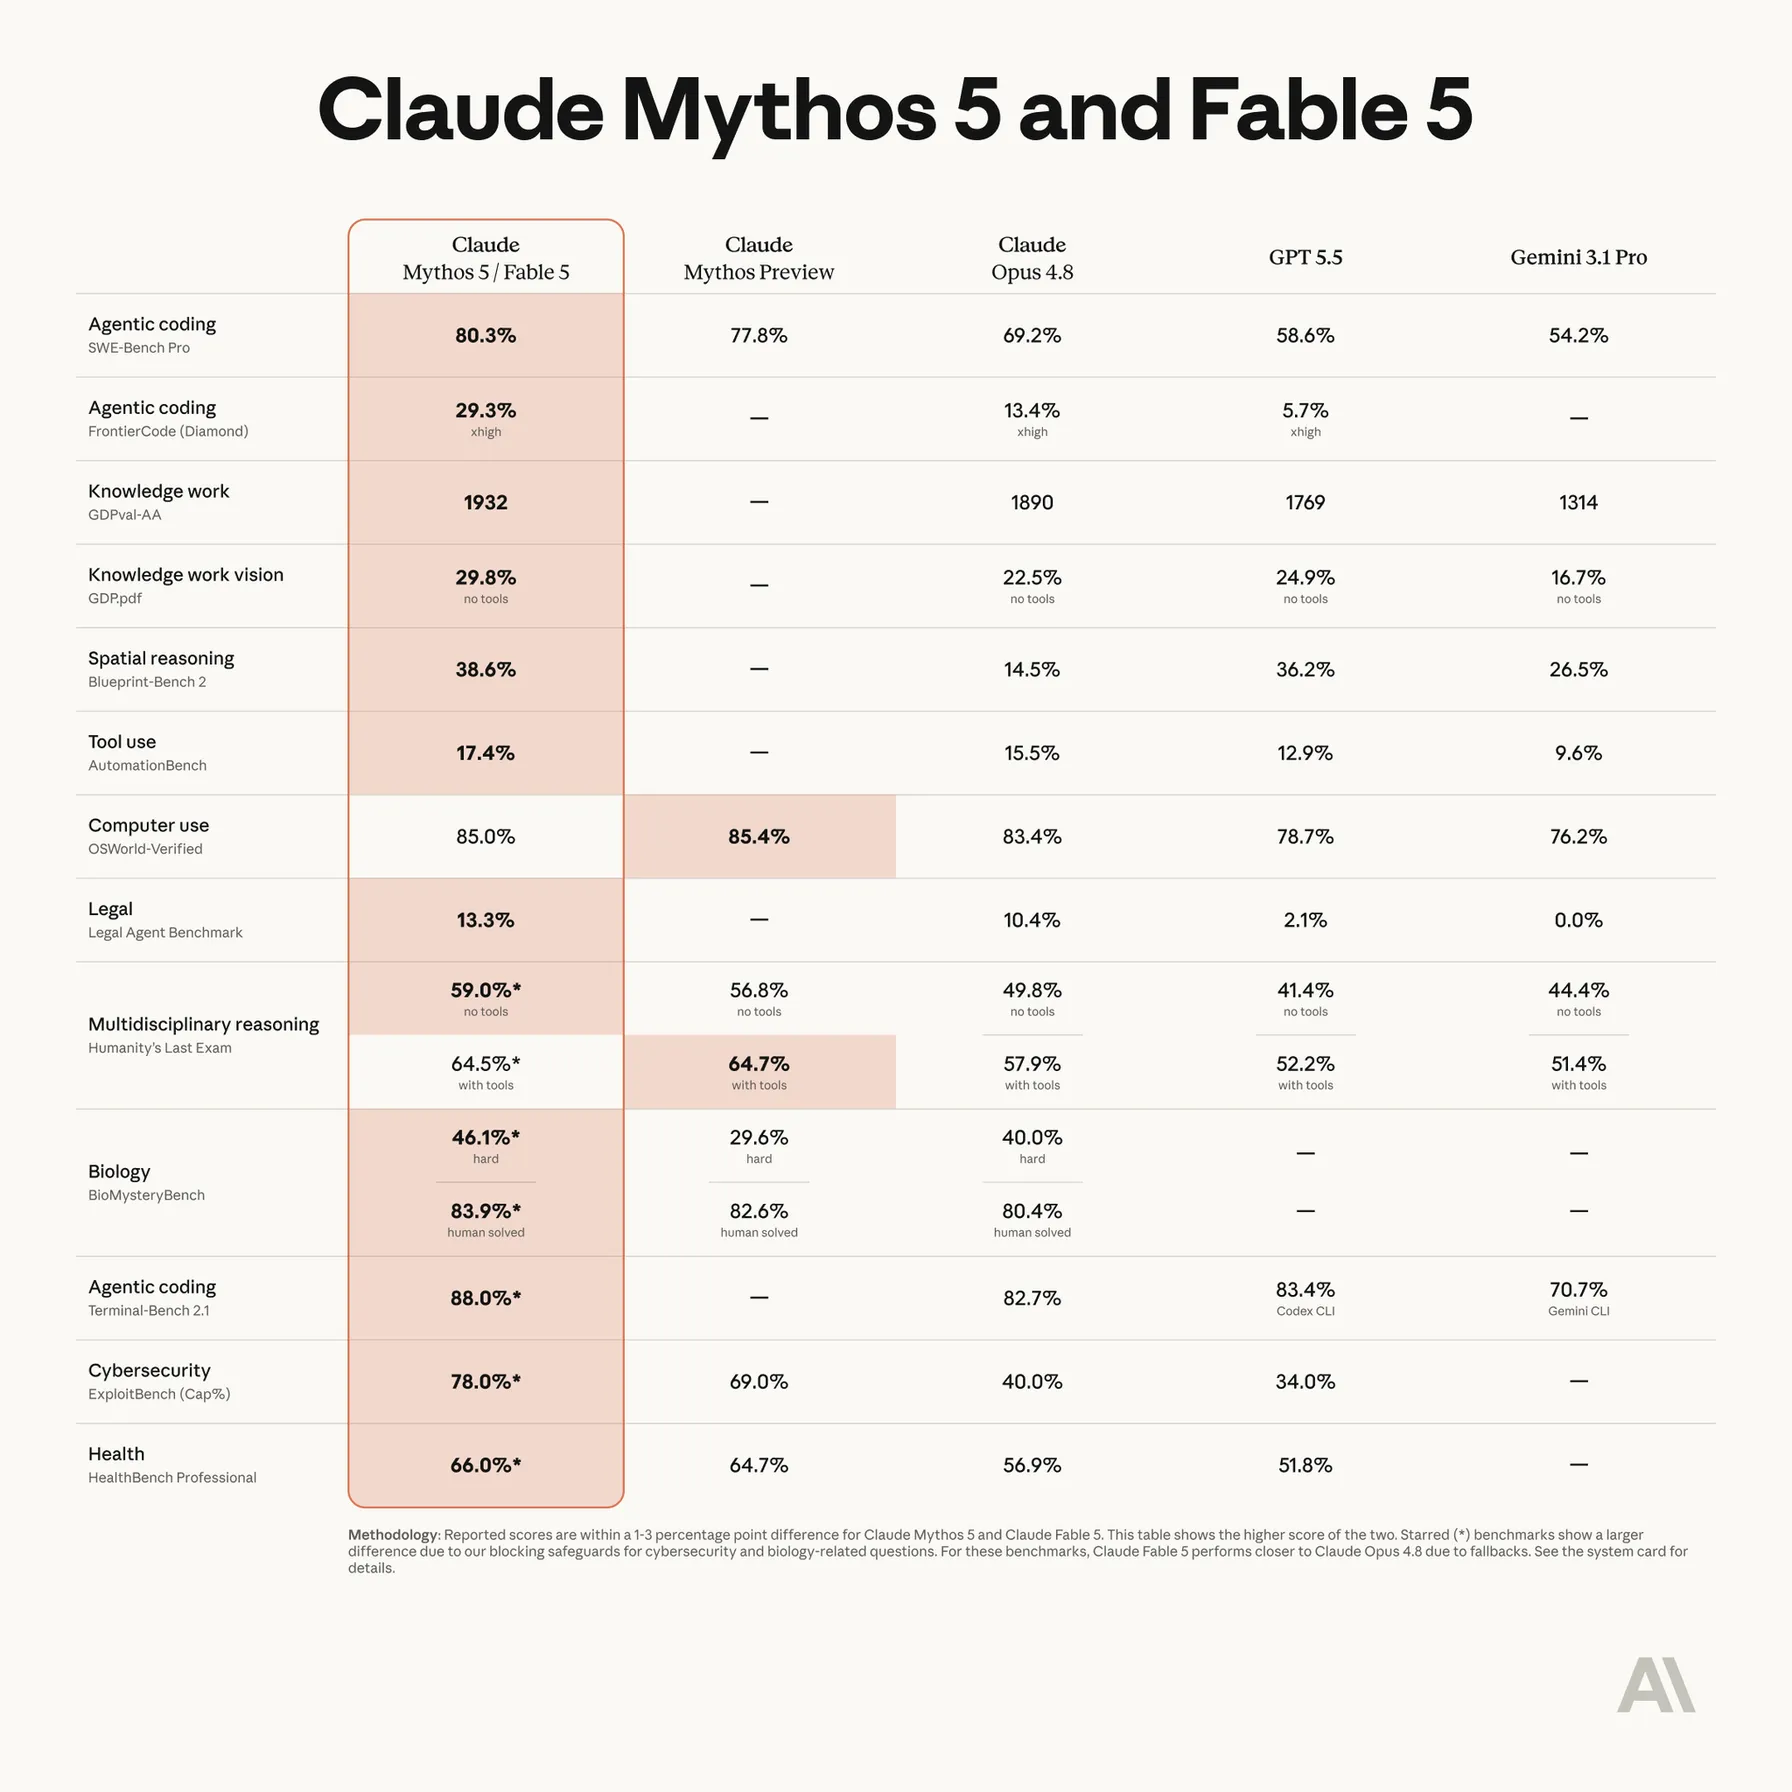 Claude Mythos 5 and Fable 5
Claude
Mythos 5 / Fable 5
Claude
Mythos Preview
Claude
Opus 4.8
GPT 5.5
Gemini 3.1 Pro
Agentic coding
SWE-Bench Pro
80.3%
77.8%
69.2%
58.6%
54.2%
Agentic coding
FrontierCode (Diamond)
29.3%
xhigh
—
13.4%
xhigh
5.7%
xhigh
—
Knowledge work
GDPval-AA
1932
—
1890
1769
1314
Knowledge work vision
GDP.pdf
29.8%
no tools
—
22.5%
no tools
24.9%
no tools
16.7%
no tools
Spatial reasoning
Blueprint-Bench 2
38.6%
—
14.5%
36.2%
26.5%
Tool use
AutomationBench
17.4%
—
15.5%
12.9%
9.6%
Computer use
OSWorld-Verified
85.0%
85.4%
83.4%
78.7%
76.2%
Legal
Legal Agent Benchmark
13.3%
—
10.4%
2.1%
0.0%
Multidisciplinary reasoning
Humanity's Last Exam
59.0%*
no tools
56.8%
no tools
49.8%
no tools
41.4%
no tools
44.4%
no tools
64.5%*
with tools
64.7%
with tools
57.9%
with tools
52.2%
with tools
51.4%
with tools
Biology
BioMysteryBench
46.1%*
hard
29.6%
hard
40.0%
hard
—
—
83.9%*
human solved
82.6%
human solved
80.4%
human solved
—
—
Agentic coding
Terminal-Bench 2.1
88.0%*
—
82.7%
83.4%
Codex CLI
70.7%
Gemini CLI
Cybersecurity
ExploitBench (Cap%)
78.0%*
69.0%
40.0%
34.0%
—
Health
HealthBench Professional
66.0%*
64.7%
56.9%
51.8%
—
Methodology: Reported scores are within a 1-3 percentage point difference for Claude Mythos 5 and Claude Fable 5. This table shows the higher score of the two. Starred (*) benchmarks show a larger
difference due to our blocking safeguards for cybersecurity and biology-related questions. For these benchmarks, Claude Fable 5 performs closer to Claude Opus 4.8 due to fallbacks. See the system card for
details.
A\